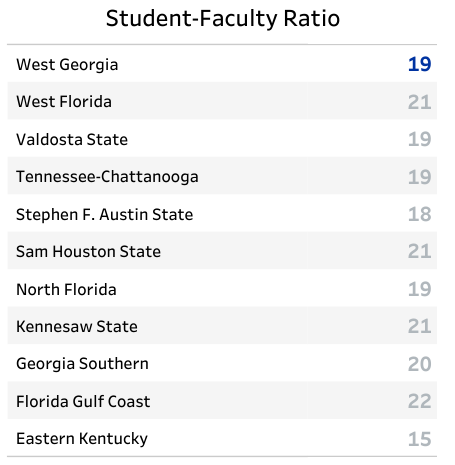 Student-Faculty Ratio
West Georgia 19
West Florida 21
Valdosta State 19
Tennessee-Chattanooga 19
Stephen F. Austin State 18
Sam Houston State 21
North Florida 19
Kennesaw State 21
Georgia Southern 20
Florida Gulf Coast 22
Eastern Kentucky 15